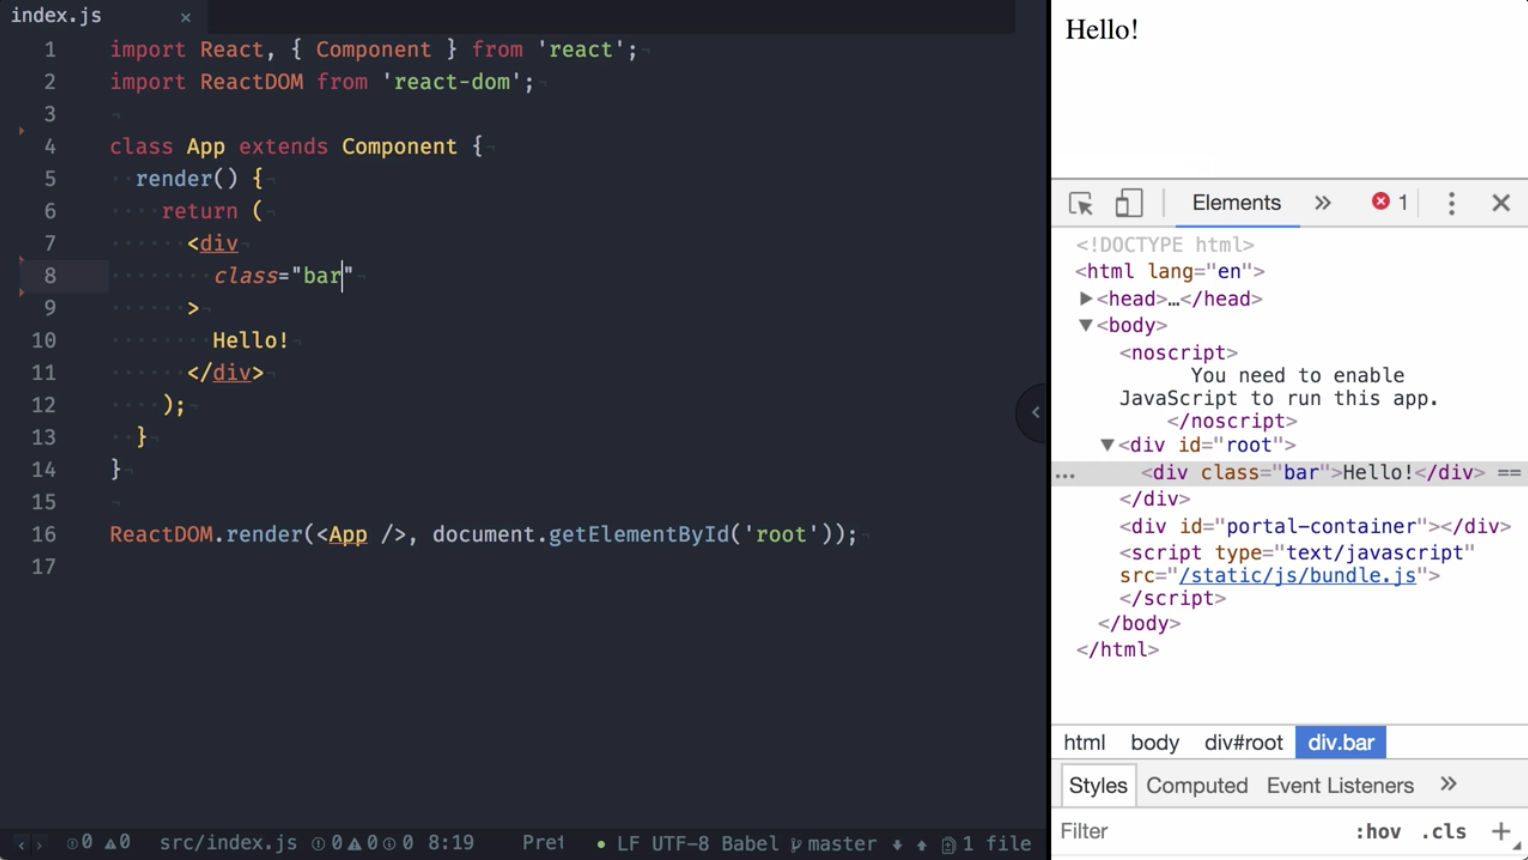 index.js ×
1 import React, { Component } from 'react';
2 import ReactDOM from 'react-dom';
3
4 class App extends Component {
5 render() {
6 return (
7 <div
8 class="bar"
9 >
10 Hello!
11 </div>
12 );
13 }
14 }
15
16 ReactDOM.render(<App />, document.getElementById('root'));
17
0 0 src/index.js 0 0 0 8:19 Pret LF UTF-8 Babel master 1 file
Hello!
Elements » 1
<!DOCTYPE html>
<html lang="en">
<head>…</head>
<body>
<noscript>
You need to enable
JavaScript to run this app.
</noscript>
<div id="root">
… <div class="bar">Hello!</div> ==
</div>
<div id="portal-container"></div>
<script type="text/javascript"
src="/static/js/bundle.js">
</script>
</body>
</html>
html body div#root div.bar
Styles Computed Event Listeners »
Filter :hov .cls +